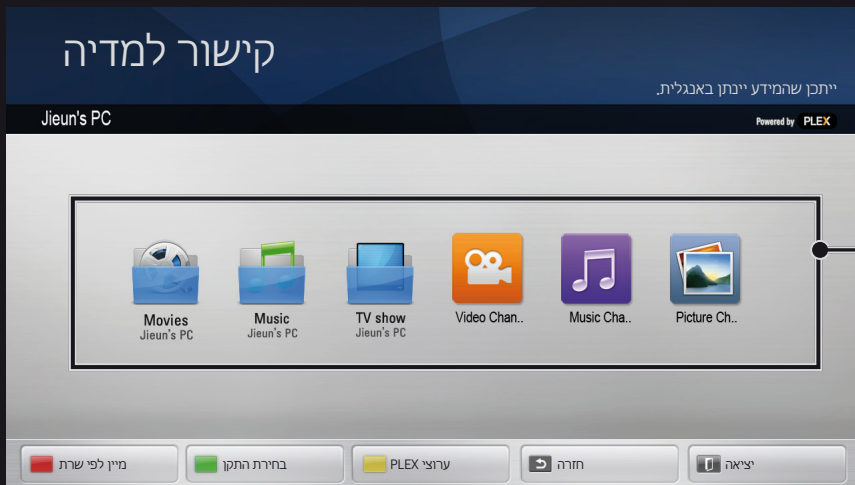 קישור למדיה
ייתכן שהמידע יינתן באנגלית.
Jieun's PC
Powered by PLEX
Movies
Jieun's PC
Music
Jieun's PC
TV show
Jieun's PC
Video Chan..
Music Cha..
Picture Ch..
מיין לפי שרת
בחירת התקן
ערוצי PLEX
חזרה
יציאה